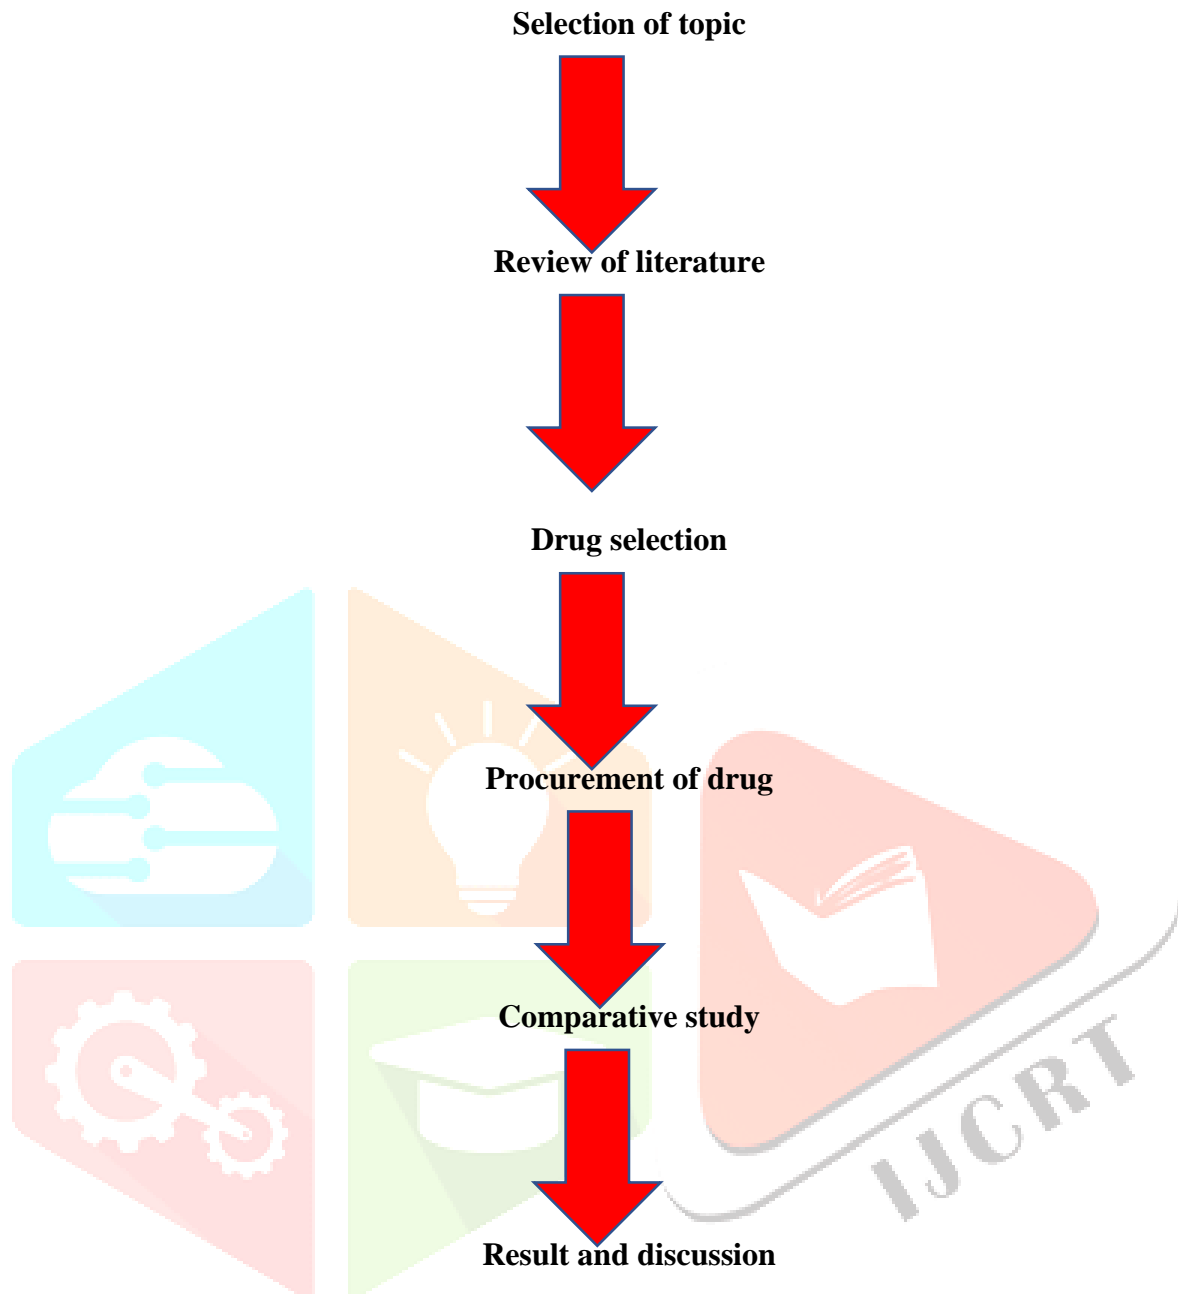 Selection of topic
Review of literature
Drug selection
Procurement of drug
Comparative study
IJCRT
Result and discussion